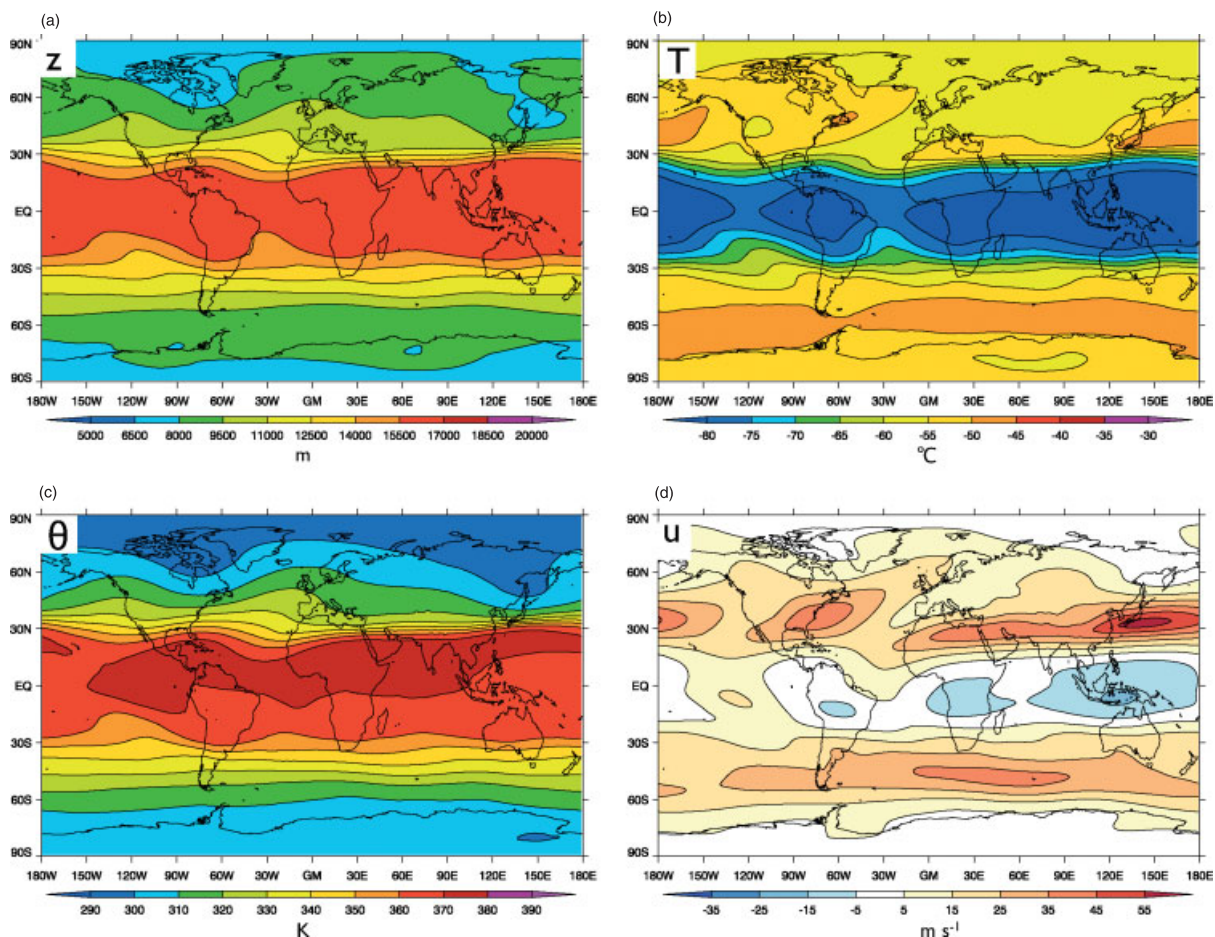 (a)
(b)
z
T
90N
60N
30N
EQ
30S
60S
90S
180W 150W 120W 90W 60W 30W GM 30E 60E 90E 120E 150E 180E
5000 6500 8000 9500 11000 12500 14000 15600 17000 18500 20000
m
90N
60N
30N
EQ
30S
60S
90S
180W 150W 120W 90W 60W 30W GM 30E 60E 90E 120E 150E 180E
-80 -75 -70 -65 -60 -55 -50 -45 -40 -35 -30
°C
(c)
(d)
θ
u
90N
60N
30N
EQ
30S
60S
90S
180W 150W 120W 90W 60W 30W GM 30E 60E 90E 120E 150E 180E
290 300 310 320 330 340 350 360 370 380 390
K
90N
60N
30N
EQ
30S
60S
90S
180W 150W 120W 90W 60W 30W GM 30E 60E 90E 120E 150E 180E
-35 -25 -15 -5 5 15 25 35 45 55
m s⁻¹